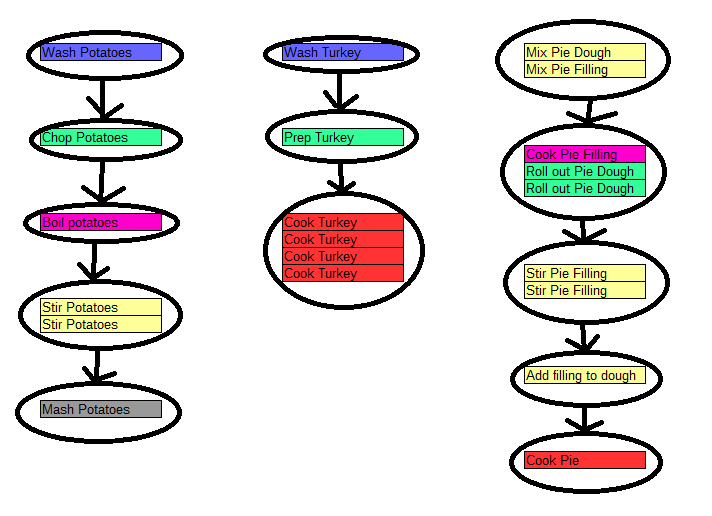 Wash Potatoes
Chop Potatoes
Boil potatoes
Stir Potatoes
Stir Potatoes
Mash Potatoes
Wash Turkey
Prep Turkey
Cook Turkey
Cook Turkey
Cook Turkey
Cook Turkey
Mix Pie Dough
Mix Pie Filling
Cook Pie Filling
Roll out Pie Dough
Roll out Pie Dough
Stir Pie Filling
Stir Pie Filling
Add filling to dough
Cook Pie